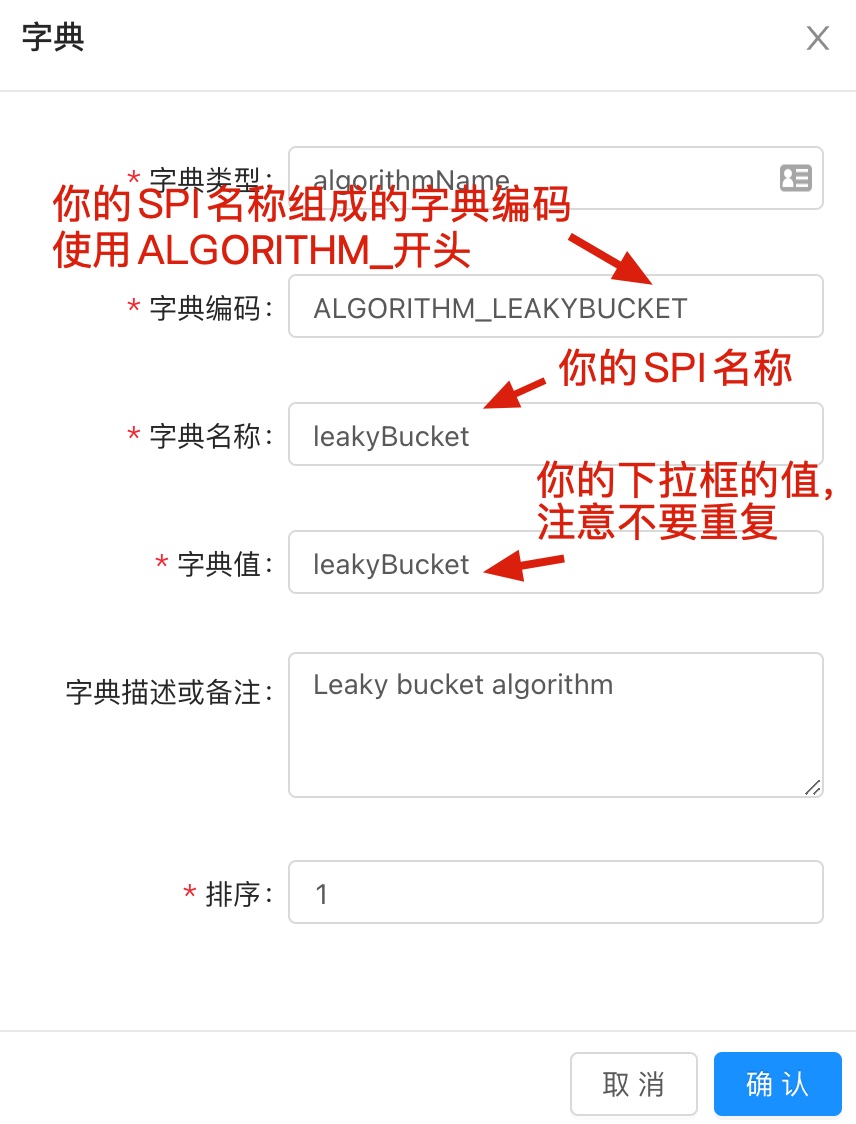 字典
* 字典类型: algorithmName
你的SPI名称组成的字典编码
使用ALGORITHM_开头
* 字典编码: ALGORITHM_LEAKYBUCKET
你的SPI名称
* 字典名称: leakyBucket
你的下拉框的值,
注意不要重复
* 字典值: leakyBucket
字典描述或备注: Leaky bucket algorithm
* 排序: 1
取 消 确 认